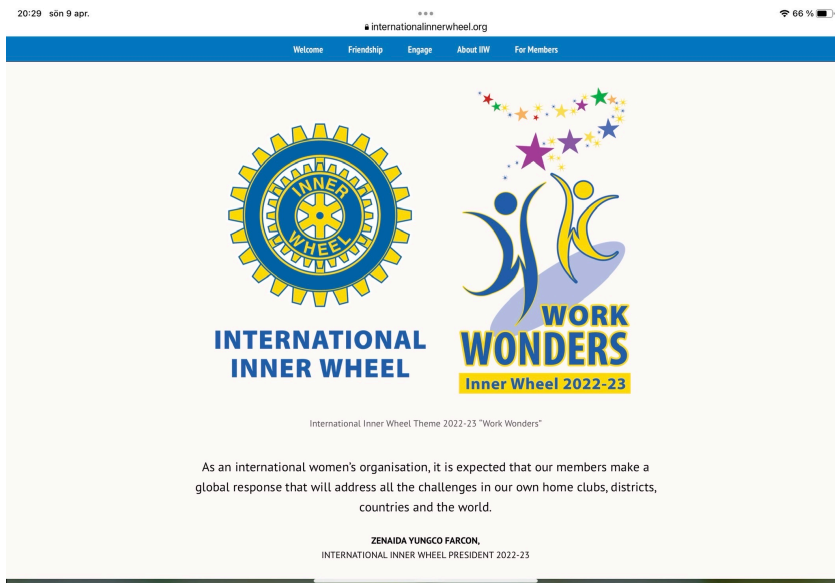 20:29 sön 9 apr.
66 %
internationalinnerwheel.org
Welcome Friendship Engage About IIW For Members
INNER
WHEEL
INTERNATIONAL
INNER WHEEL
WORK
WONDERS
Inner Wheel 2022-23
International Inner Wheel Theme 2022-23 “Work Wonders”
As an international women’s organisation, it is expected that our members make a
global response that will address all the challenges in our own home clubs, districts,
countries and the world.
ZENAIDA YUNGCO FARCON,
INTERNATIONAL INNER WHEEL PRESIDENT 2022-23